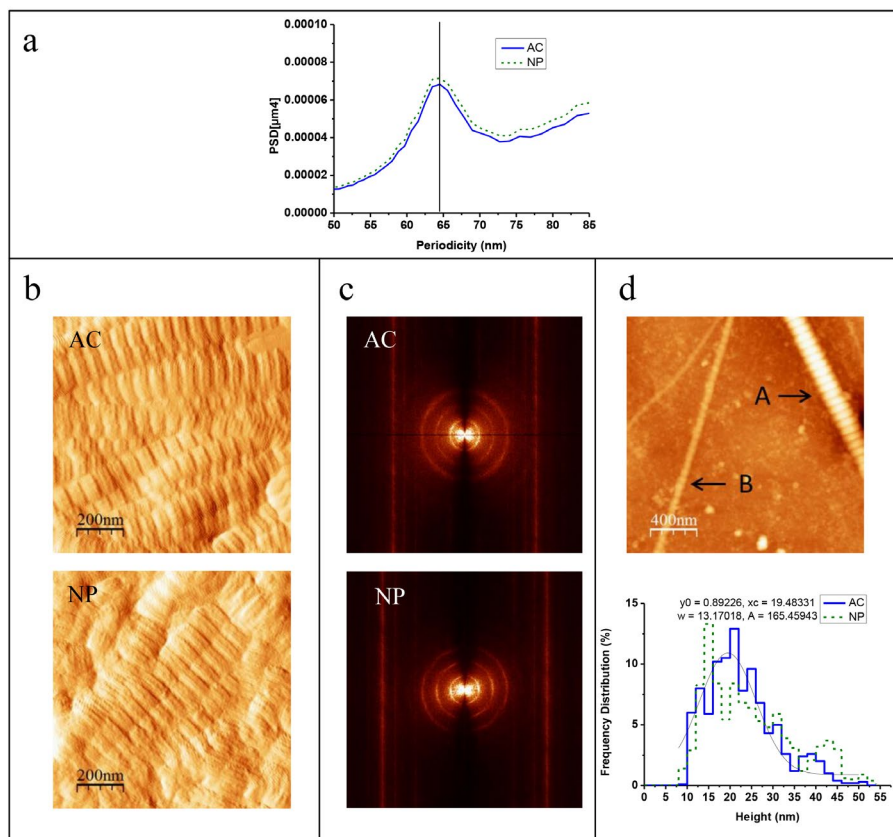 a
0.00010
0.00008
0.00006
0.00004
0.00002
0.00000
PSD[µm4]
AC
NP
50 55 60 65 70 75 80 85
Periodicity (nm)
b
AC
200nm
NP
200nm
c
AC
NP
d
A
B
400nm
y0 = 0.89226, xc = 19.48331
w = 13.17018, A = 165.45943
AC
NP
15
10
5
0
Frequency Distribution (%)
0 5 10 15 20 25 30 35 40 45 50 55
Height (nm)